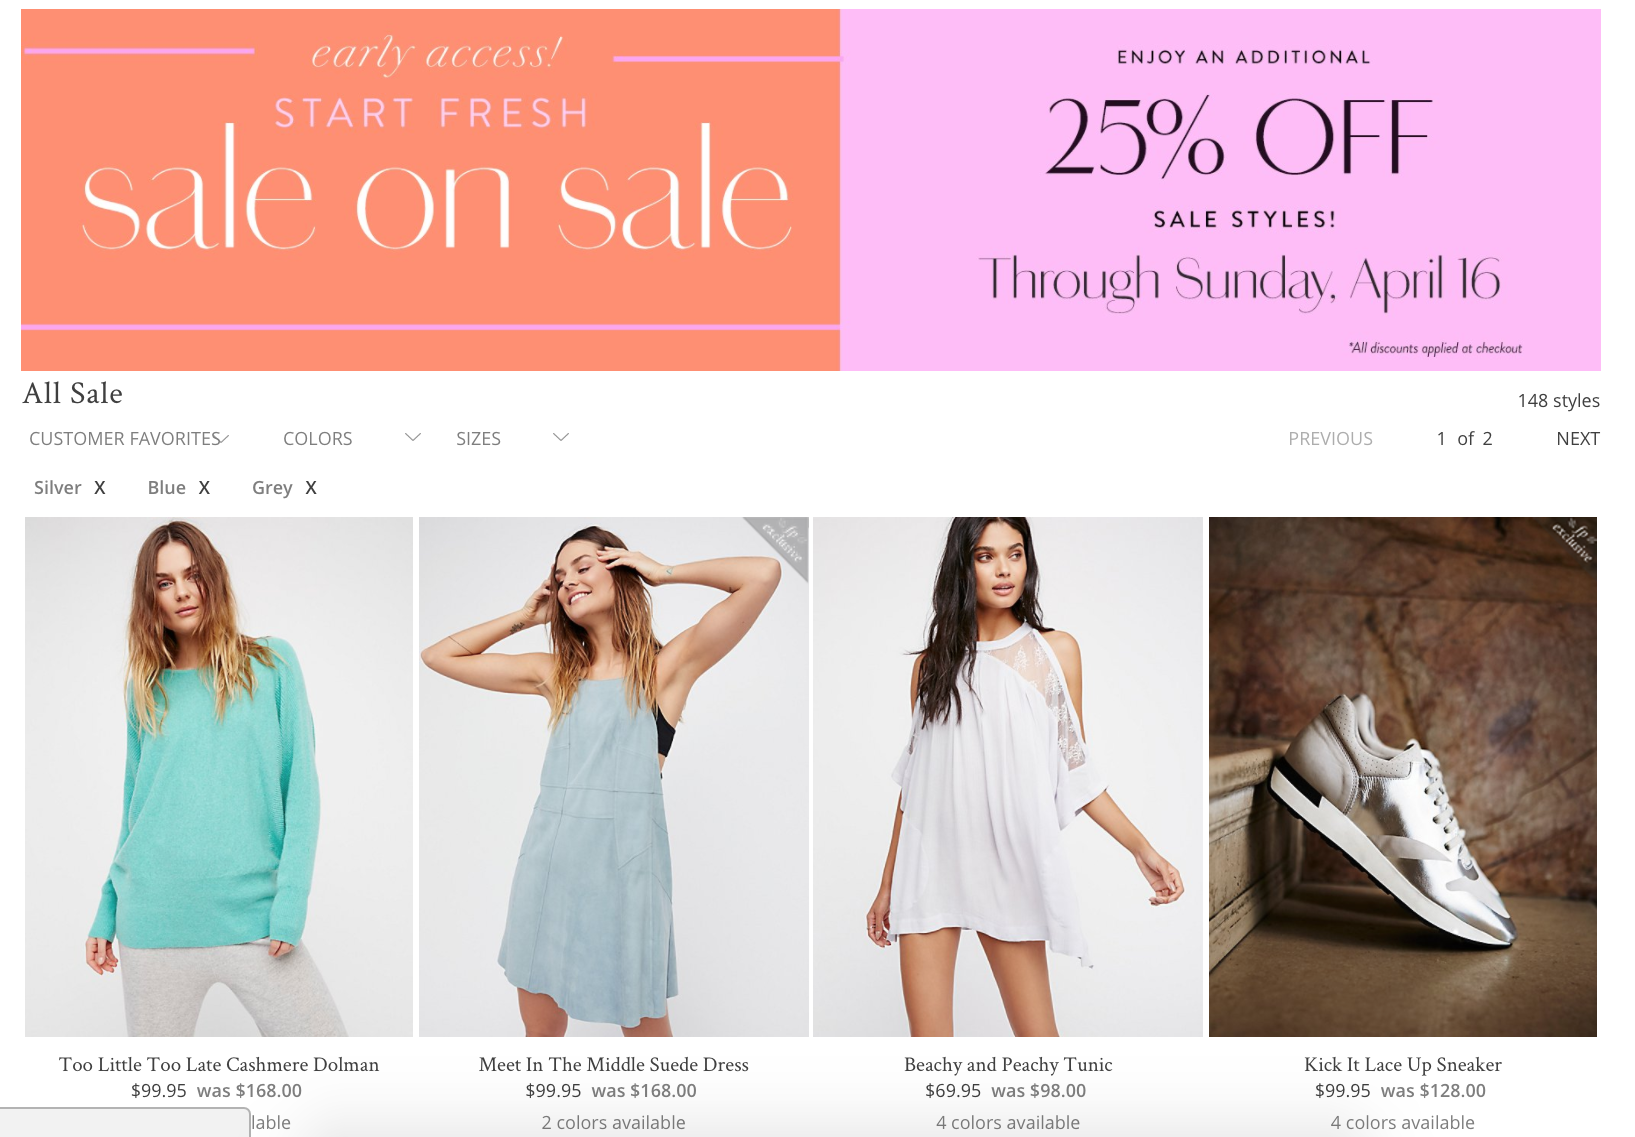 early access!
START FRESH
sale on sale
ENJOY AN ADDITIONAL
25% OFF
SALE STYLES!
Through Sunday, April 16
*All discounts applied at checkout
All Sale
148 styles
CUSTOMER FAVORITES COLORS SIZES PREVIOUS 1 of 2 NEXT
Silver X Blue X Grey X
fp exclusive
fp exclusive
Too Little Too Late Cashmere Dolman
$99.95 was $168.00
lable
Meet In The Middle Suede Dress
$99.95 was $168.00
2 colors available
Beachy and Peachy Tunic
$69.95 was $98.00
4 colors available
Kick It Lace Up Sneaker
$99.95 was $128.00
4 colors available